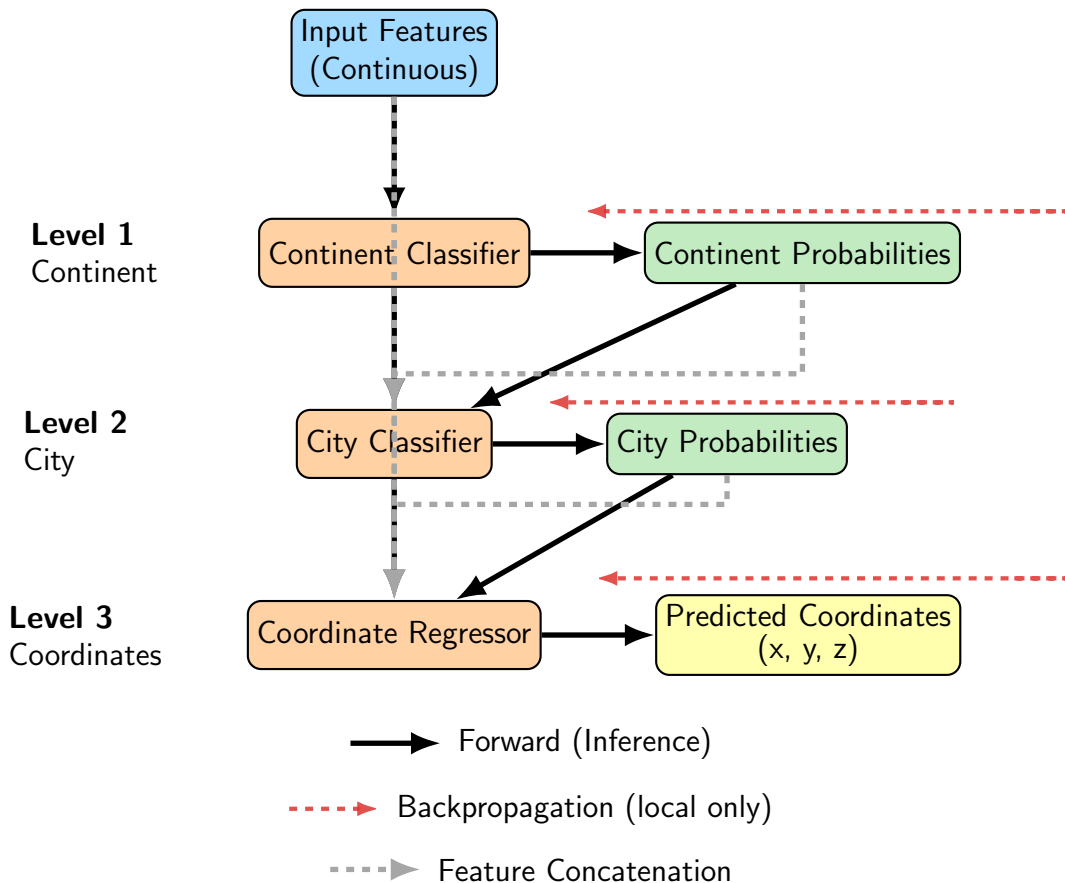 Input Features
(Continuous)
Level 1
Continent
Continent Classifier
Continent Probabilities
Level 2
City
City Classifier
City Probabilities
Level 3
Coordinates
Coordinate Regressor
Predicted Coordinates
(x, y, z)
Forward (Inference)
Backpropagation (local only)
Feature Concatenation